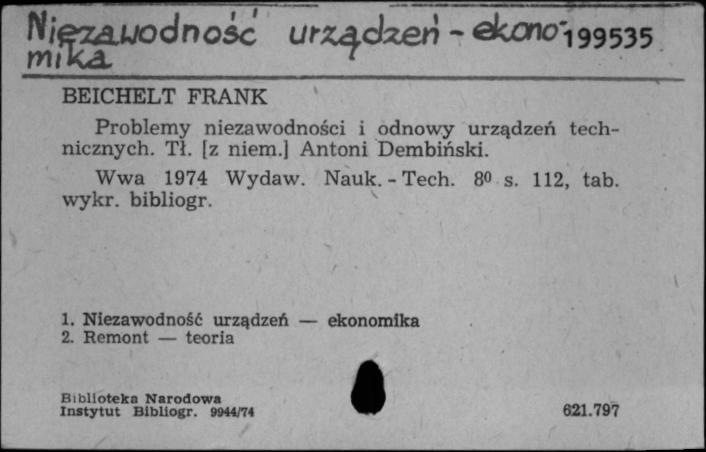 Niezawodność urządzeń - ekono- 199535
mika
BEICHELT FRANK
Problemy niezawodności i odnowy urządzeń tech-
nicznych. Tł. [z niem.] Antoni Dembiński.
Wwa 1974 Wydaw. Nauk. - Tech. 8⁰ s. 112, tab.
wykr. bibliogr.
1. Niezawodność urządzeń — ekonomika
2. Remont — teoria
Biblioteka Narodowa
Instytut Bibliogr. 9944/74
621.797